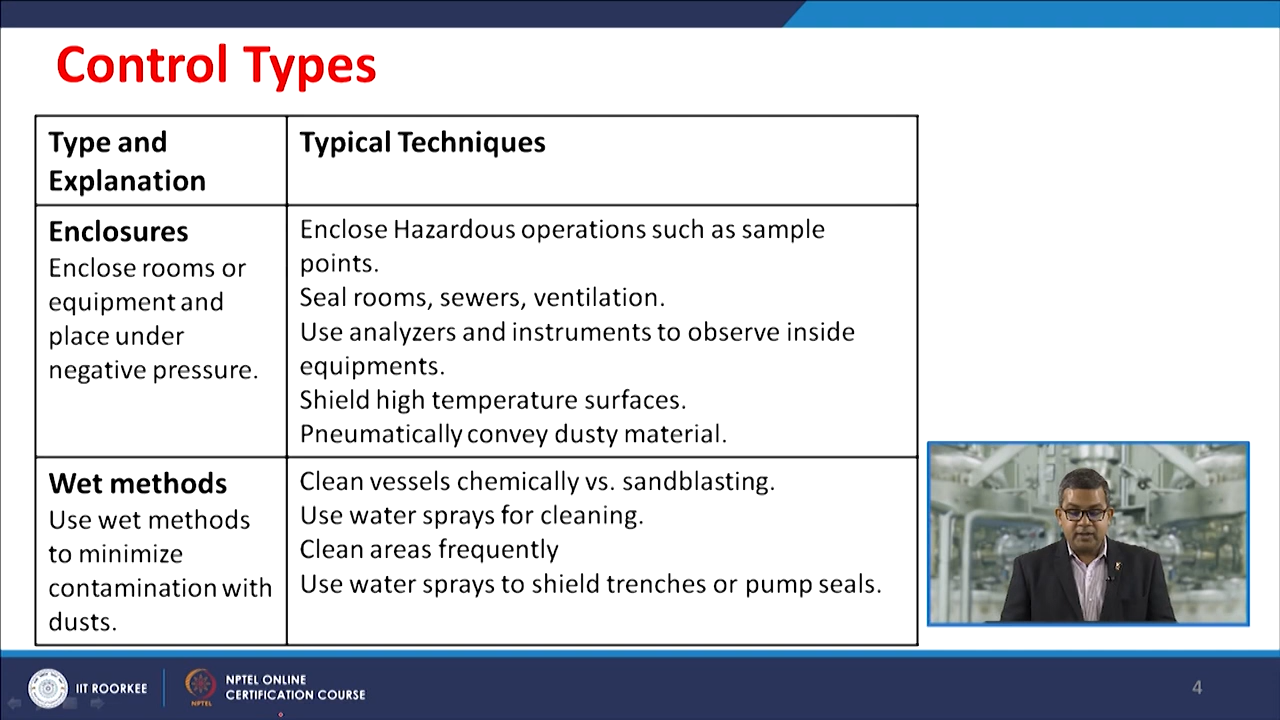 Control Types
Type and
Explanation
Typical Techniques
Enclosures
Enclose rooms or
equipment and
place under
negative pressure.
Enclose Hazardous operations such as sample
points.
Seal rooms, sewers, ventilation.
Use analyzers and instruments to observe inside
equipments.
Shield high temperature surfaces.
Pneumatically convey dusty material.
Wet methods
Use wet methods
to minimize
contamination with
dusts.
Clean vessels chemically vs. sandblasting.
Use water sprays for cleaning.
Clean areas frequently
Use water sprays to shield trenches or pump seals.
IIT ROORKEE
NPTEL
NPTEL ONLINE
CERTIFICATION COURSE
4